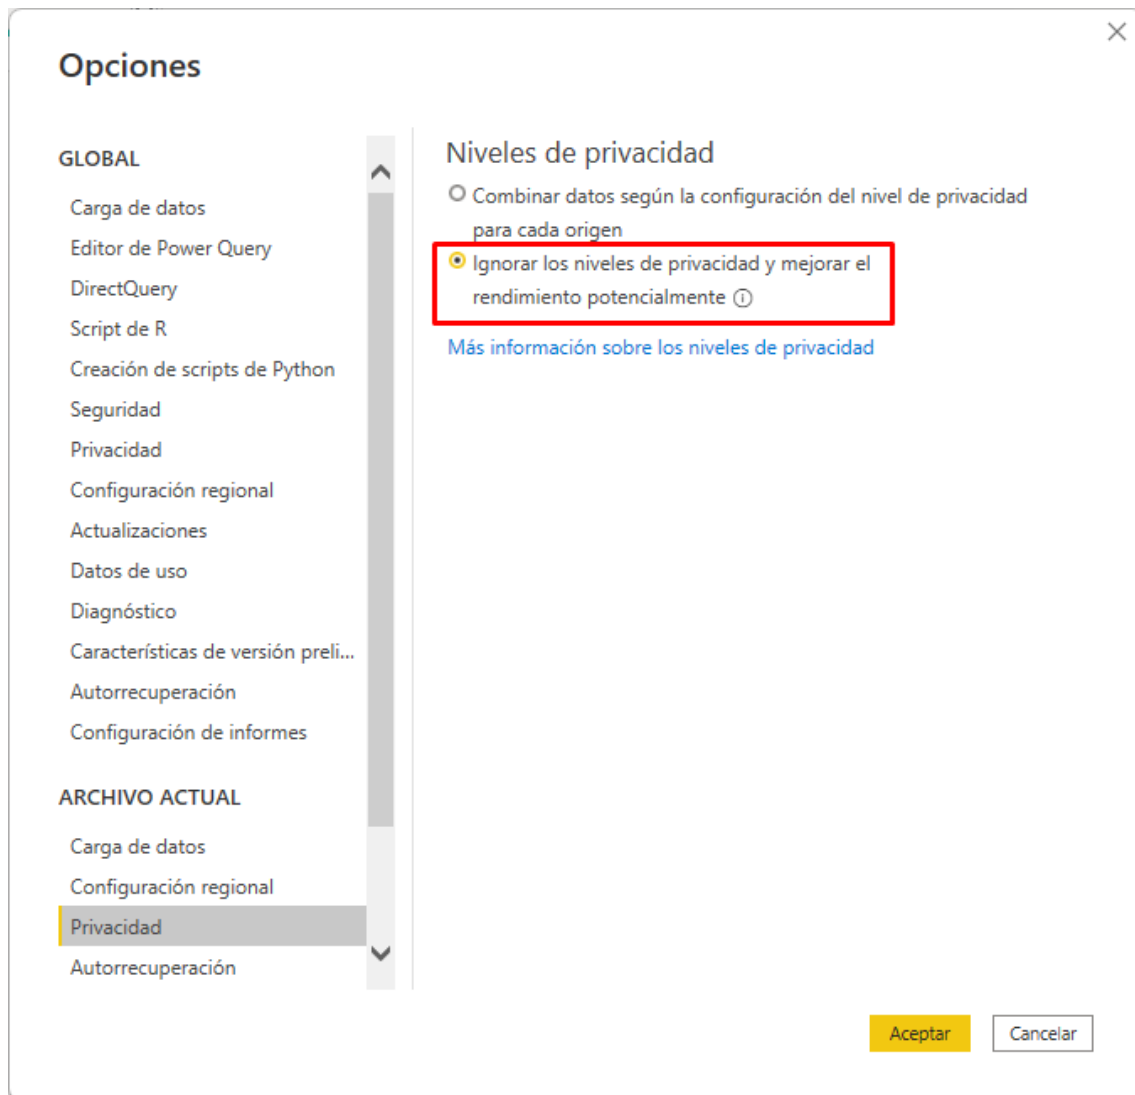 Opciones
GLOBAL
Carga de datos
Editor de Power Query
DirectQuery
Script de R
Creación de scripts de Python
Seguridad
Privacidad
Configuración regional
Actualizaciones
Datos de uso
Diagnóstico
Características de versión preli...
Autorrecuperación
Configuración de informes
ARCHIVO ACTUAL
Carga de datos
Configuración regional
Privacidad
Autorrecuperación
Niveles de privacidad
Combinar datos según la configuración del nivel de privacidad
para cada origen
Ignorar los niveles de privacidad y mejorar el
rendimiento potencialmente
Más información sobre los niveles de privacidad
Aceptar
Cancelar